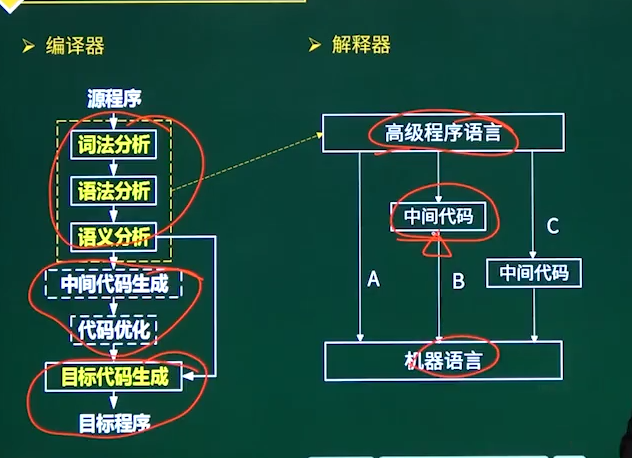 编译器
源程序
词法分析
语法分析
语义分析
中间代码生成
代码优化
目标代码生成
目标程序
解释器
高级程序语言
中间代码
A
B
C
中间代码
机器语言